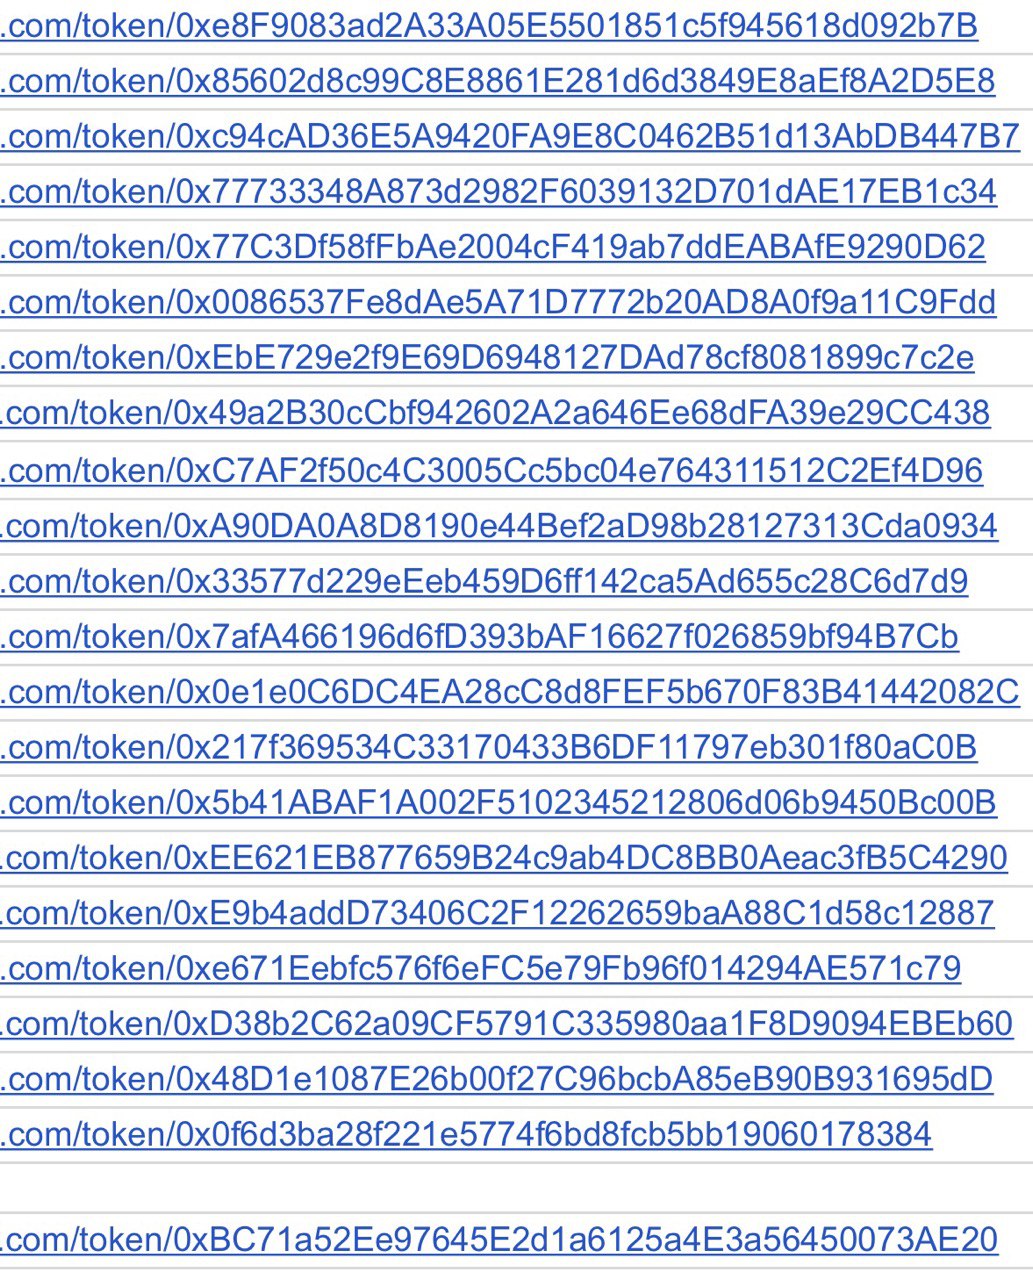 .com/token/0xe8F9083ad2A33A05E5501851c5f945618d092b7B
.com/token/0x85602d8c99C8E8861E281d6d3849E8aEf8A2D5E8
.com/token/0xc94cAD36E5A9420FA9E8C0462B51d13AbDB447B7
.com/token/0x77733348A873d2982F6039132D701dAE17EB1c34
.com/token/0x77C3Df58fFbAe2004cF419ab7ddEABAfE9290D62
.com/token/0x0086537Fe8dAe5A71D7772b20AD8A0f9a11C9Fdd
.com/token/0xEbE729e2f9E69D6948127DAd78cf8081899c7c2e
.com/token/0x49a2B30cCbf942602A2a646Ee68dFA39e29CC438
.com/token/0xC7AF2f50c4C3005Cc5bc04e764311512C2Ef4D96
.com/token/0xA90DA0A8D8190e44Bef2aD98b28127313Cda0934
.com/token/0x33577d229eEeb459D6ff142ca5Ad655c28C6d7d9
.com/token/0x7afA466196d6fD393bAF16627f026859bf94B7Cb
.com/token/0x0e1e0C6DC4EA28cC8d8FEF5b670F83B41442082C
.com/token/0x217f369534C33170433B6DF11797eb301f80aC0B
.com/token/0x5b41ABAF1A002F5102345212806d06b9450Bc00B
.com/token/0xEE621EB877659B24c9ab4DC8BB0Aeac3fB5C4290
.com/token/0xE9b4addD73406C2F12262659baA88C1d58c12887
.com/token/0xe671Eebfc576f6eFC5e79Fb96f014294AE571c79
.com/token/0xD38b2C62a09CF5791C335980aa1F8D9094EBEb60
.com/token/0x48D1e1087E26b00f27C96bcbA85eB90B931695dD
.com/token/0x0f6d3ba28f221e5774f6bd8fcb5bb19060178384
.com/token/0xBC71a52Ee97645E2d1a6125a4E3a56450073AE20